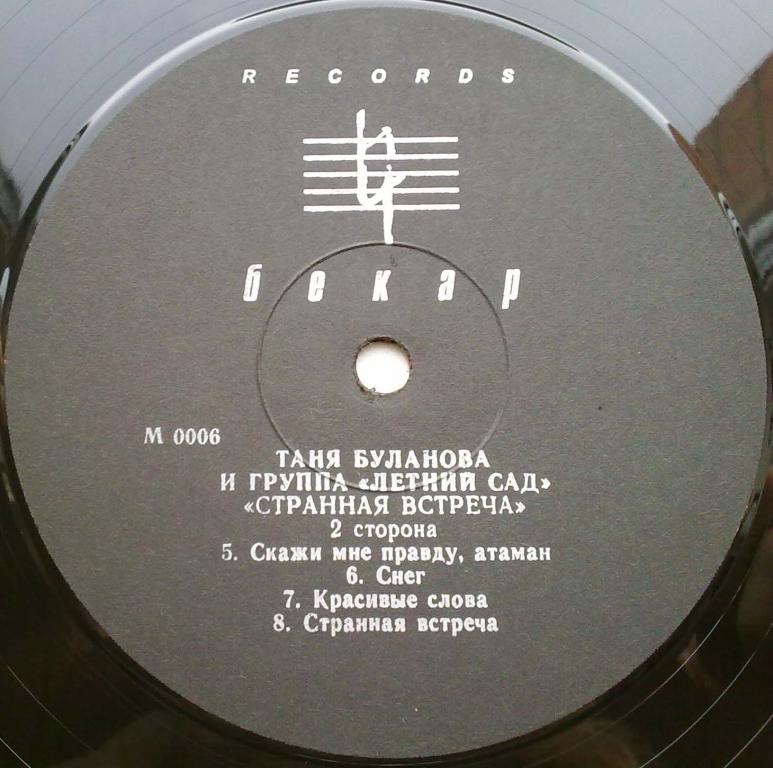 RECORDS
бекар
М 0006
ТАНЯ БУЛАНОВА
И ГРУППА «ЛЕТНИЙ САД»
«СТРАННАЯ ВСТРЕЧА»
2 сторона
5. Скажи мне правду, атаман
6. Снег
7. Красивые слова
8. Странная встреча